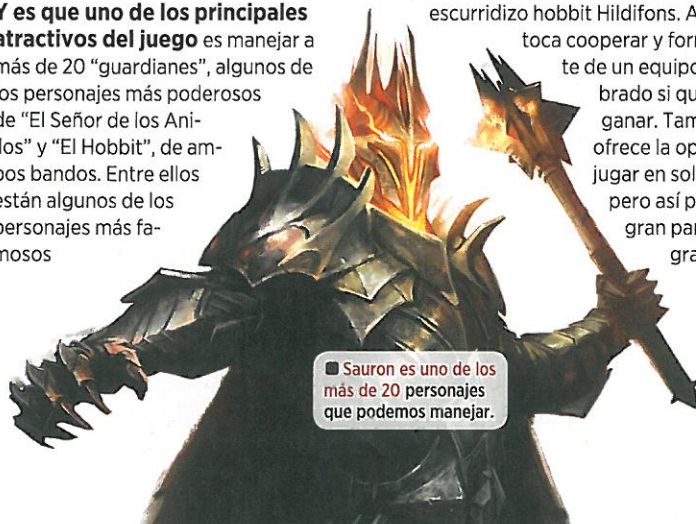 Y es que uno de los principales
atractivos del juego es manejar a
más de 20 “guardianes”, algunos de
los personajes más poderosos
de “El Señor de los Ani-
llos” y “El Hobbit”, de am-
bos bandos. Entre ellos
están algunos de los
personajes más fa-
mosos
escurridizo hobbit Hildifons. A
toca cooperar y for
te de un equipo
brado si qu
ganar. Tam
ofrece la op
jugar en sol
pero así p
gran par
gra
Sauron es uno de los
más de 20 personajes
que podemos manejar.